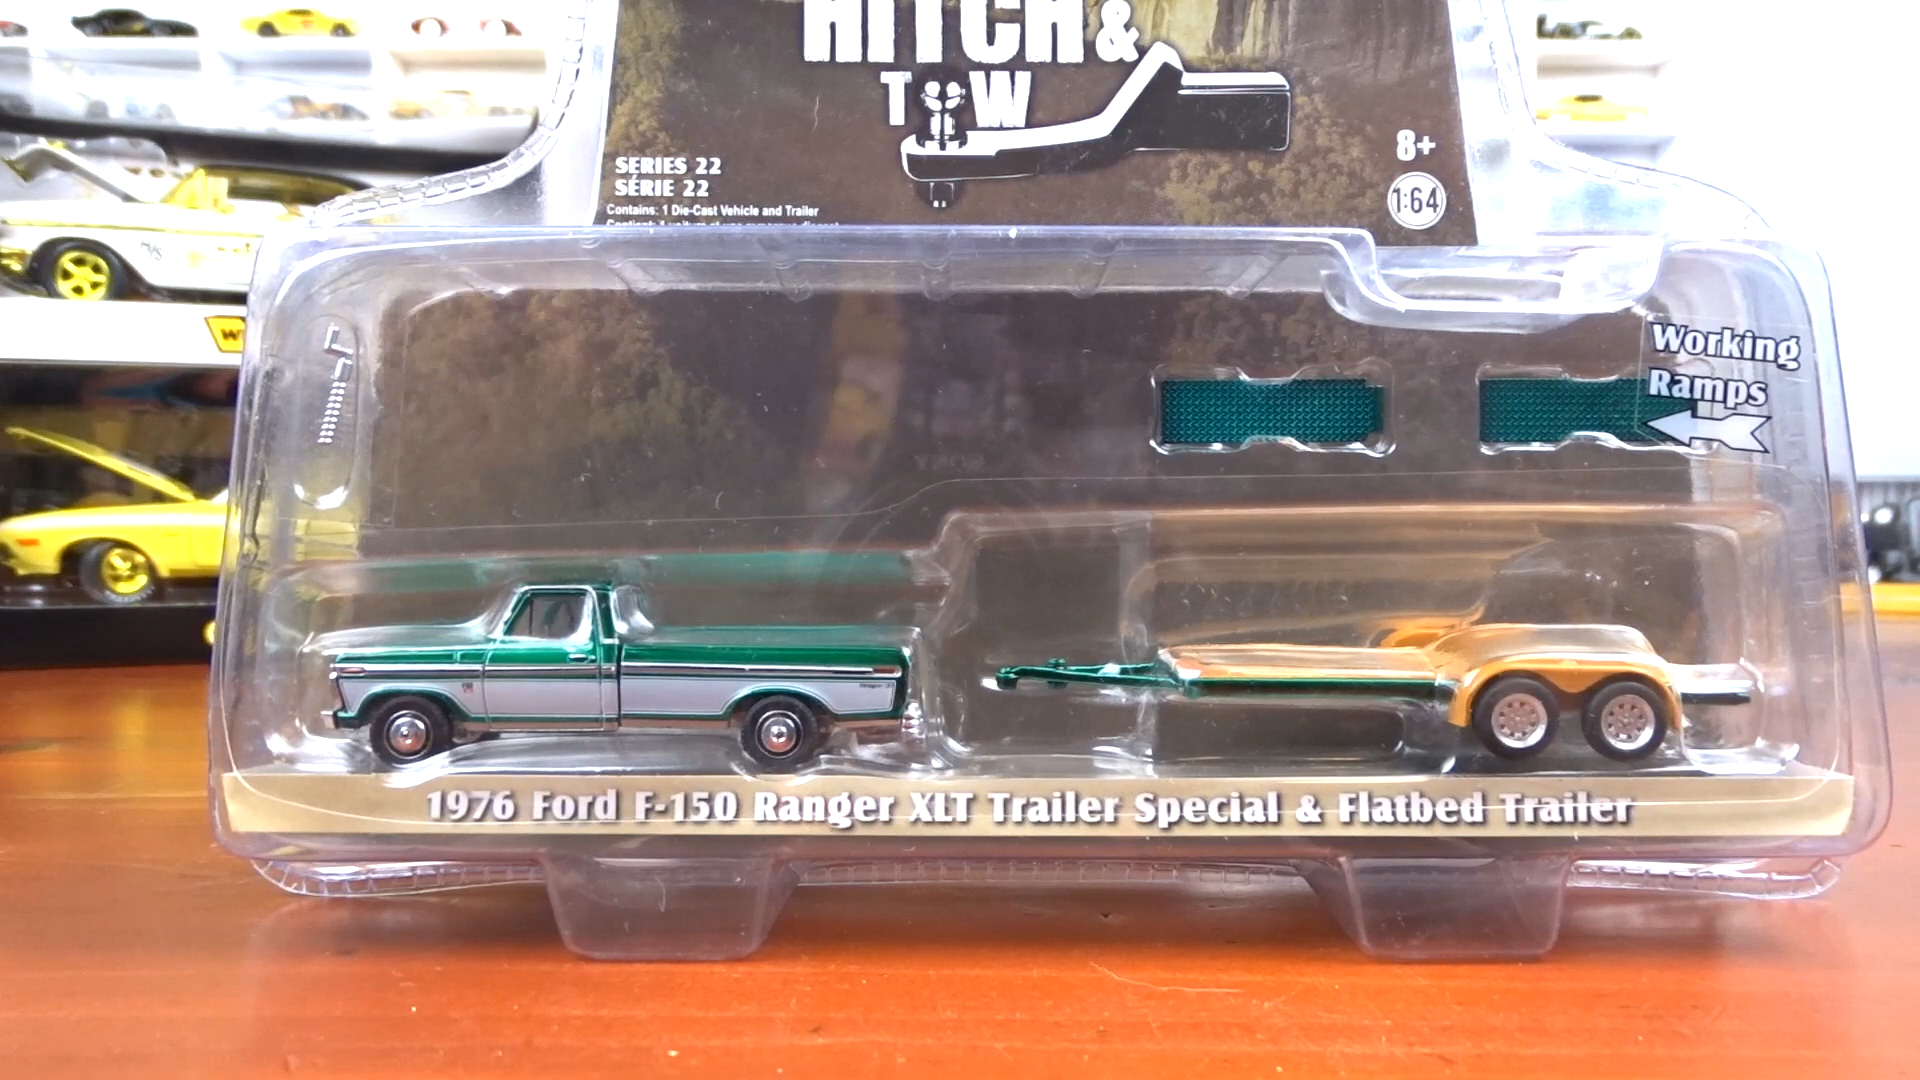 HITCH &
TOW
SERIES 22
SÉRIE 22
Contains: 1 Die-Cast Vehicle and Trailer
8+
1:64
Working
Ramps
1976 Ford F-150 Ranger XLT Trailer Special & Flatbed Trailer